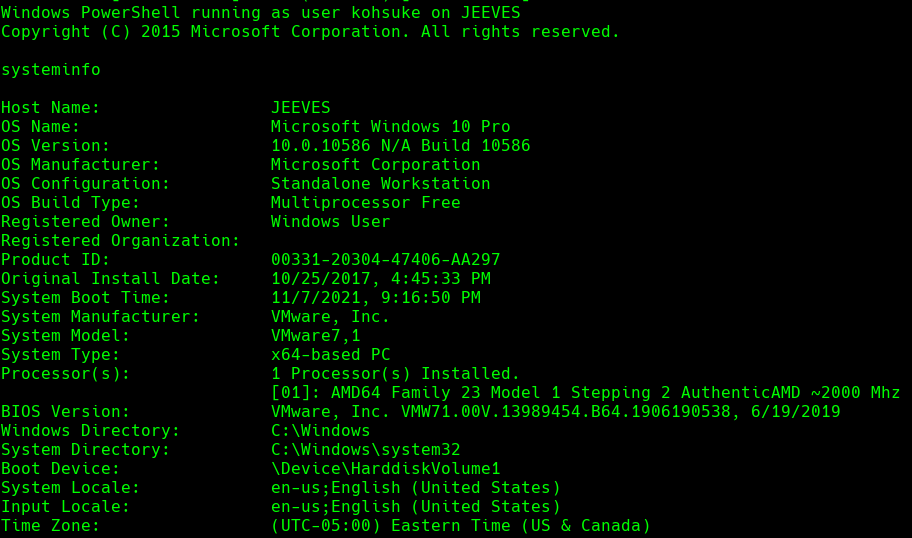 Windows PowerShell running as user kohsuke on JEEVES
Copyright (C) 2015 Microsoft Corporation. All rights reserved.
systeminfo
Host Name: JEEVES
OS Name: Microsoft Windows 10 Pro
OS Version: 10.0.10586 N/A Build 10586
OS Manufacturer: Microsoft Corporation
OS Configuration: Standalone Workstation
OS Build Type: Multiprocessor Free
Registered Owner: Windows User
Registered Organization:
Product ID: 00331-20304-47406-AA297
Original Install Date: 10/25/2017, 4:45:33 PM
System Boot Time: 11/7/2021, 9:16:50 PM
System Manufacturer: VMware, Inc.
System Model: VMware7,1
System Type: x64-based PC
Processor(s): 1 Processor(s) Installed.
[01]: AMD64 Family 23 Model 1 Stepping 2 AuthenticAMD ~2000 Mhz
BIOS Version: VMware, Inc. VMW71.00V.13989454.B64.1906190538, 6/19/2019
Windows Directory: C:\Windows
System Directory: C:\Windows\system32
Boot Device: \Device\HarddiskVolume1
System Locale: en-us;English (United States)
Input Locale: en-us;English (United States)
Time Zone: (UTC-05:00) Eastern Time (US & Canada)